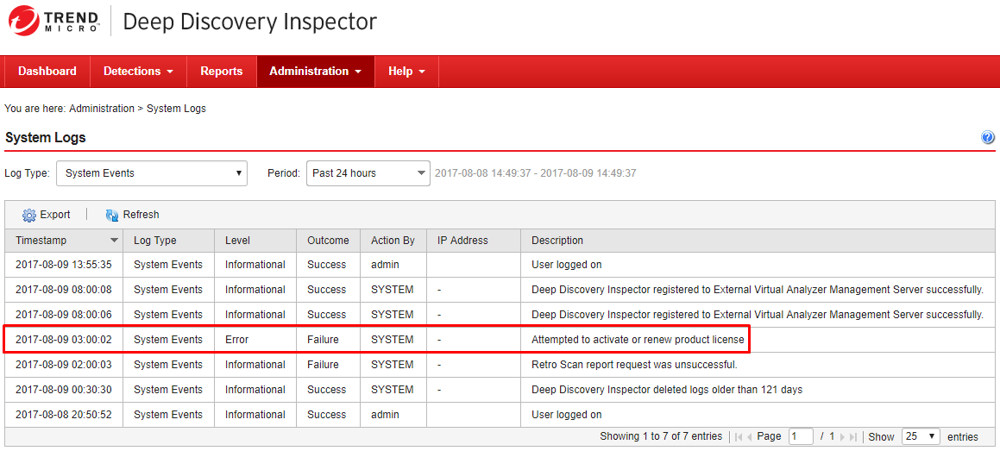 TREND MICRO Deep Discovery Inspector
Dashboard Detections Reports Administration Help
You are here: Administration > System Logs
System Logs
Log Type: System Events Period: Past 24 hours 2017-08-08 14:49:37 - 2017-08-09 14:49:37
Export | Refresh
Timestamp Log Type Level Outcome Action By IP Address Description
2017-08-09 13:55:35 System Events Informational Success admin User logged on
2017-08-09 08:00:08 System Events Informational Success SYSTEM - Deep Discovery Inspector registered to External Virtual Analyzer Management Server successfully.
2017-08-09 08:00:06 System Events Informational Success SYSTEM - Deep Discovery Inspector registered to External Virtual Analyzer Management Server successfully.
2017-08-09 03:00:02 System Events Error Failure SYSTEM - Attempted to activate or renew product license
2017-08-09 02:00:03 System Events Informational Failure SYSTEM - Retro Scan report request was unsuccessful.
2017-08-09 00:30:30 System Events Informational Success SYSTEM - Deep Discovery Inspector deleted logs older than 121 days
2017-08-08 20:50:52 System Events Informational Success admin User logged on
Showing 1 to 7 of 7 entries Page 1 / 1 Show 25 entries